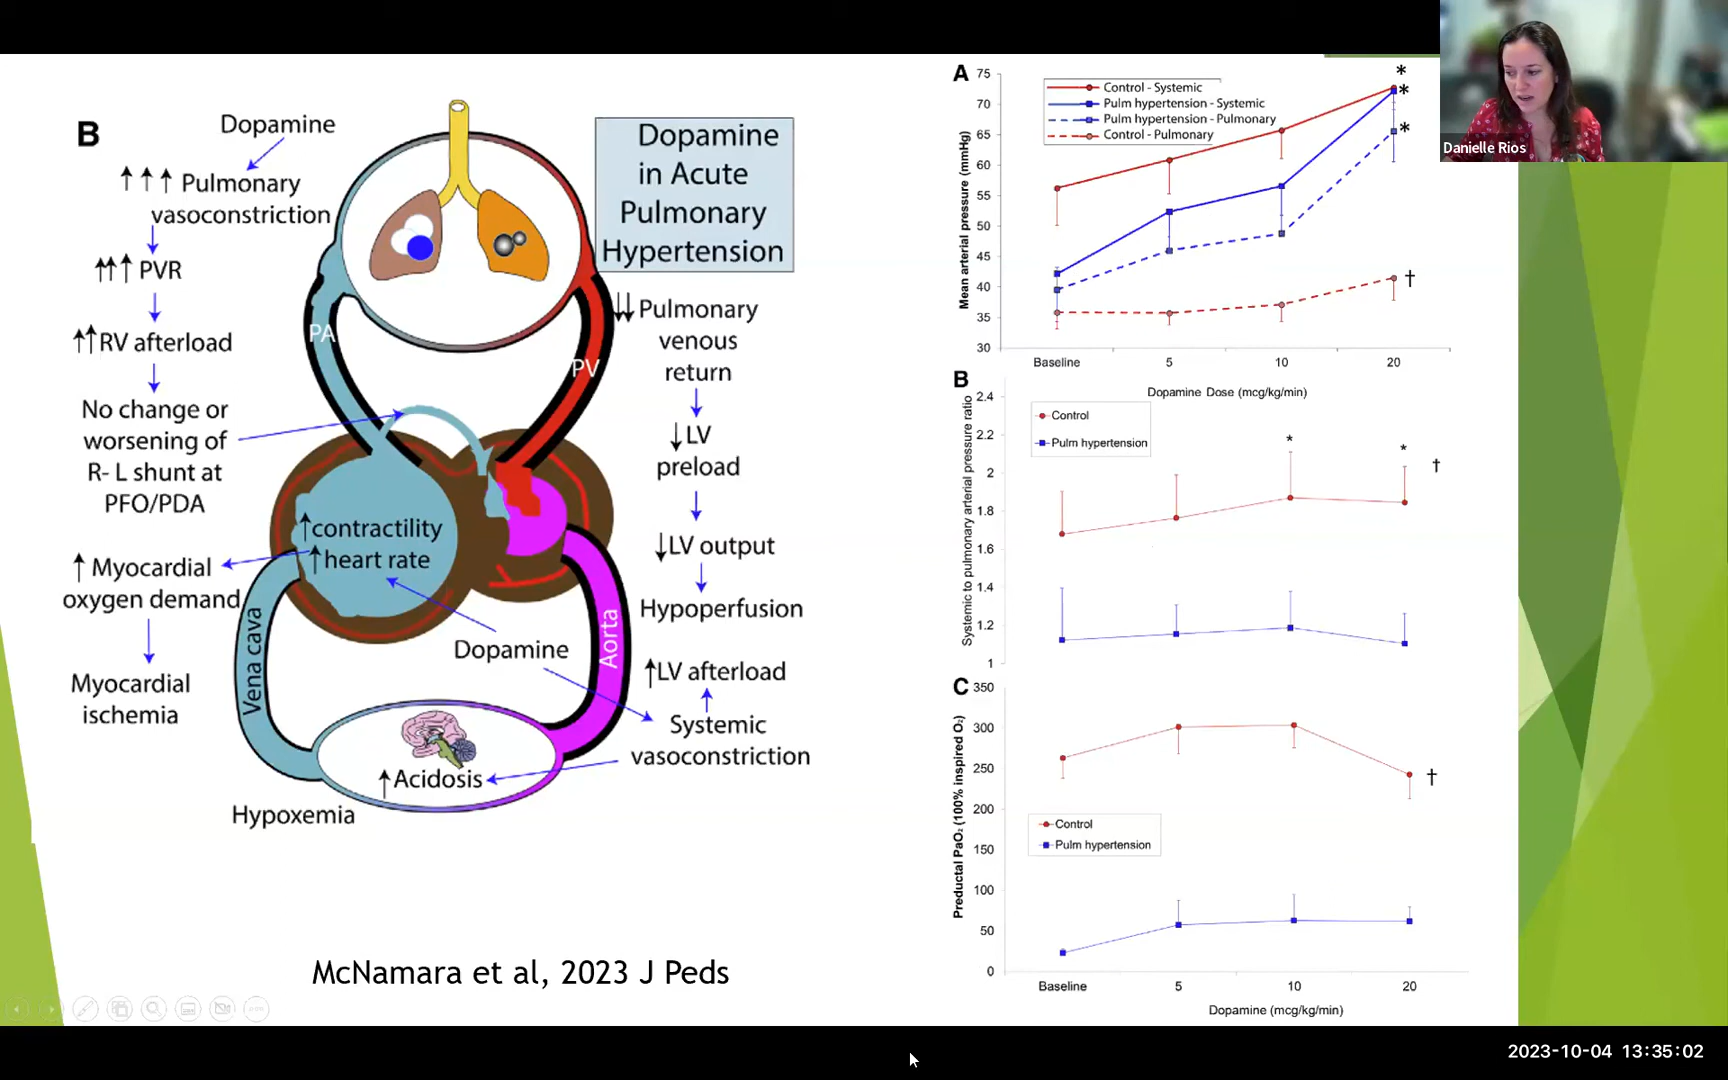 B
Dopamine
Pulmonary
vasoconstriction
PVR
RV afterload
No change or
worsening of
R- L shunt at
PFO/PDA
Myocardial
oxygen demand
Myocardial
ischemia
Dopamine
in Acute
Pulmonary
Hypertension
PA
PV
Pulmonary
venous
return
LV
preload
LV output
Hypoperfusion
LV afterload
Systemic
vasoconstriction
contractility
heart rate
Dopamine
Vena cava
Aorta
Acidosis
Hypoxemia
McNamara et al, 2023 J Peds
A
Mean arterial pressure (mmHg)
75
70
65
60
55
50
45
40
35
30
Control - Systemic
Pulm hypertension - Systemic
Pulm hypertension - Pulmonary
Control - Pulmonary
*
*
*
†
Baseline 5 10 20
Dopamine Dose (mcg/kg/min)
B
Systemic to pulmonary arterial pressure ratio
2.4
2.2
2
1.8
1.6
1.4
1.2
1
Control
Pulm hypertension
* * †
C
Preductal PaO₂ (100% inspired O₂)
350
300
250
200
150
100
50
0
Control
Pulm hypertension
†
Baseline 5 10 20
Dopamine (mcg/kg/min)
Danielle Rios
2023-10-04 13:35:02